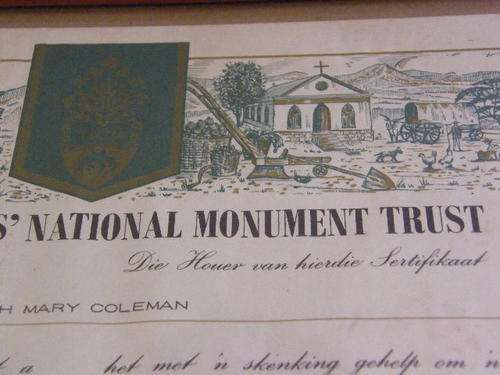 S' NATIONAL MONUMENT TRUST
Die Houer van hierdie Sertifikaat
H MARY COLEMAN
t a het met 'n skenking gehelp om 'n